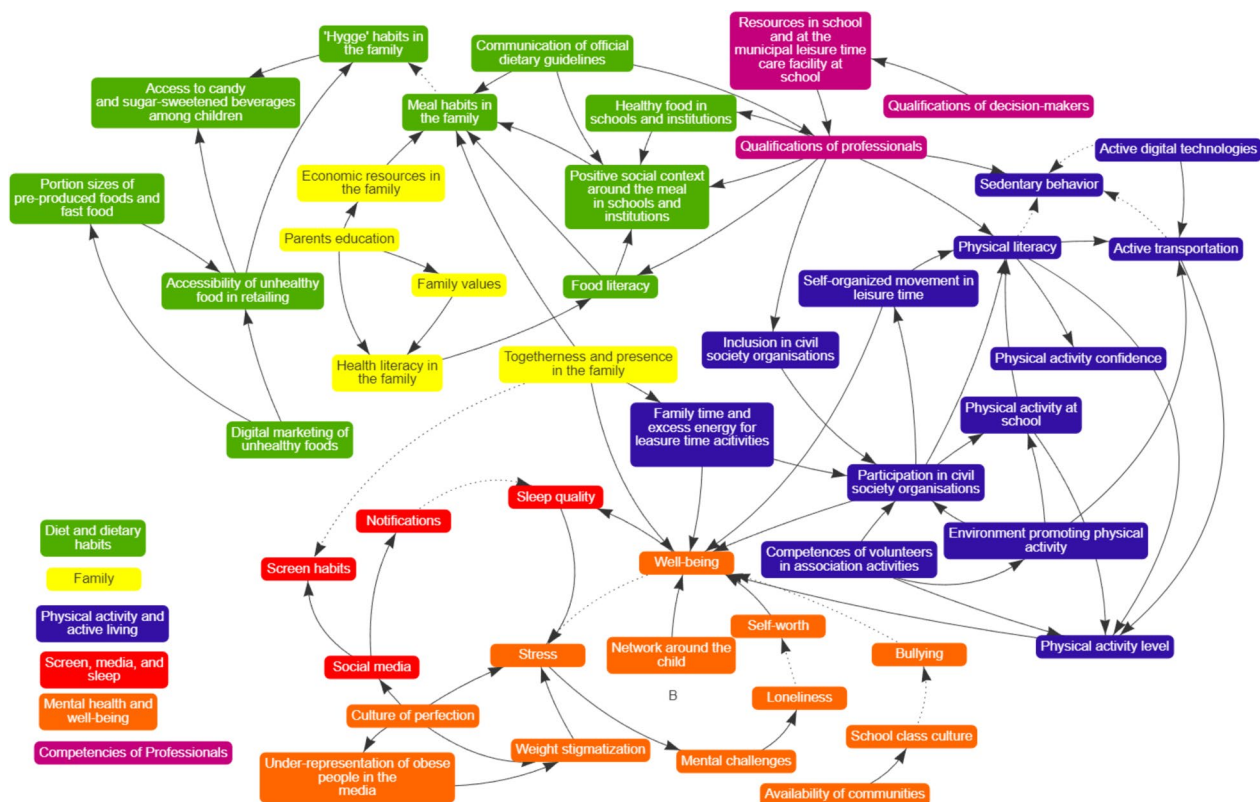 'Hygge' habits in
the family
Communication of official
dietary guidelines
Resources in school
and at the
municipal leisure time
care facility at
school
Access to candy
and sugar-sweetened beverages
among children
Meal habits in
the family
Healthy food in
schools and institutions
Qualifications of decision-makers
Qualifications of professionals
Active digital technologies
Economic resources in
the family
Positive social context
around the meal
in schools and
institutions
Sedentary behavior
Portion sizes of
pre-produced foods and
fast food
Parents education
Physical literacy
Active transportation
Accessibility of unhealthy
food in retailing
Family values
Food literacy
Self-organized movement in
leisure time
Health literacy in
the family
Togetherness and presence
in the family
Inclusion in civil
society organisations
Physical activity confidence
Digital marketing of
unhealthy foods
Family time and
excess energy for
leasure time acitivities
Physical activity at
school
Participation in civil
society organisations
Sleep quality
Notifications
Diet and dietary
habits
Family
Physical activity and
active living
Screen, media, and
sleep
Mental health and
well-being
Competencies of Professionals
Screen habits
Well-being
Competences of volunteers
in association activities
Environment promoting physical
activity
Self-worth
Stress
Network around the
child
Bullying
Physical activity level
Social media
B
Loneliness
Culture of perfection
Weight stigmatization
School class culture
Under-representation of obese
people in the
media
Mental challenges
Availability of communities